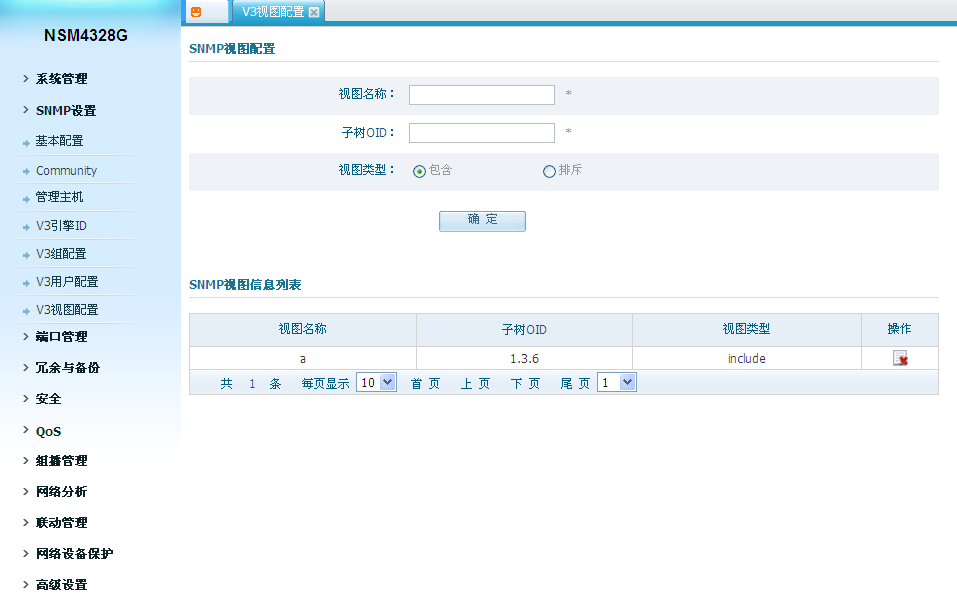 V3视图配置
NSM4328G
系统管理
SNMP设置
基本配置
Community
管理主机
V3引擎ID
V3组配置
V3用户配置
V3视图配置
端口管理
冗余与备份
安全
QoS
组播管理
网络分析
联动管理
网络设备保护
高级设置
SNMP视图配置
视图名称： *
子树OID： *
视图类型： 包含 排斥
确 定
SNMP视图信息列表
视图名称 子树OID 视图类型 操作
a 1.3.6 include
共 1 条 每页显示 10 首 页 上 页 下 页 尾 页 1